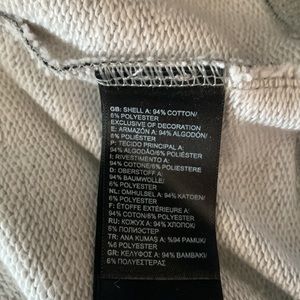 GB: SHELL A: 94% COTTON/
6% POLYESTER
EXCLUSIVE OF DECORATION
E: ARMAZÓN A: 94% ALGODÓN/
6% POLIÉSTER
P: TECIDO PRINCIPAL A:
94% ALGODÃO/6% POLIÉSTER
I: RIVESTIMENTO A:
94% COTONE/6% POLIESTERE
D: OBERSTOFF A:
94% BAUMWOLLE/
6% POLYESTER
NL: OMHULSEL A: 94% KATOEN/
6% POLYESTER
F: ÉTOFFE EXTÉRIEURE A:
94% COTON/6% POLYESTER
RU: КОЖУХ A: 94% ХЛОПОК/
6% ПОЛИЭСТЕР
TR: ANA KUMAŞ A: %94 PAMUK/
%6 POLYESTER
GR: ΚΕΛΥΦΟΣ A: 94% ΒΑΜΒΑΚΙ/
6% ΠΟΛΥΕΣΤΕΡΑΣ